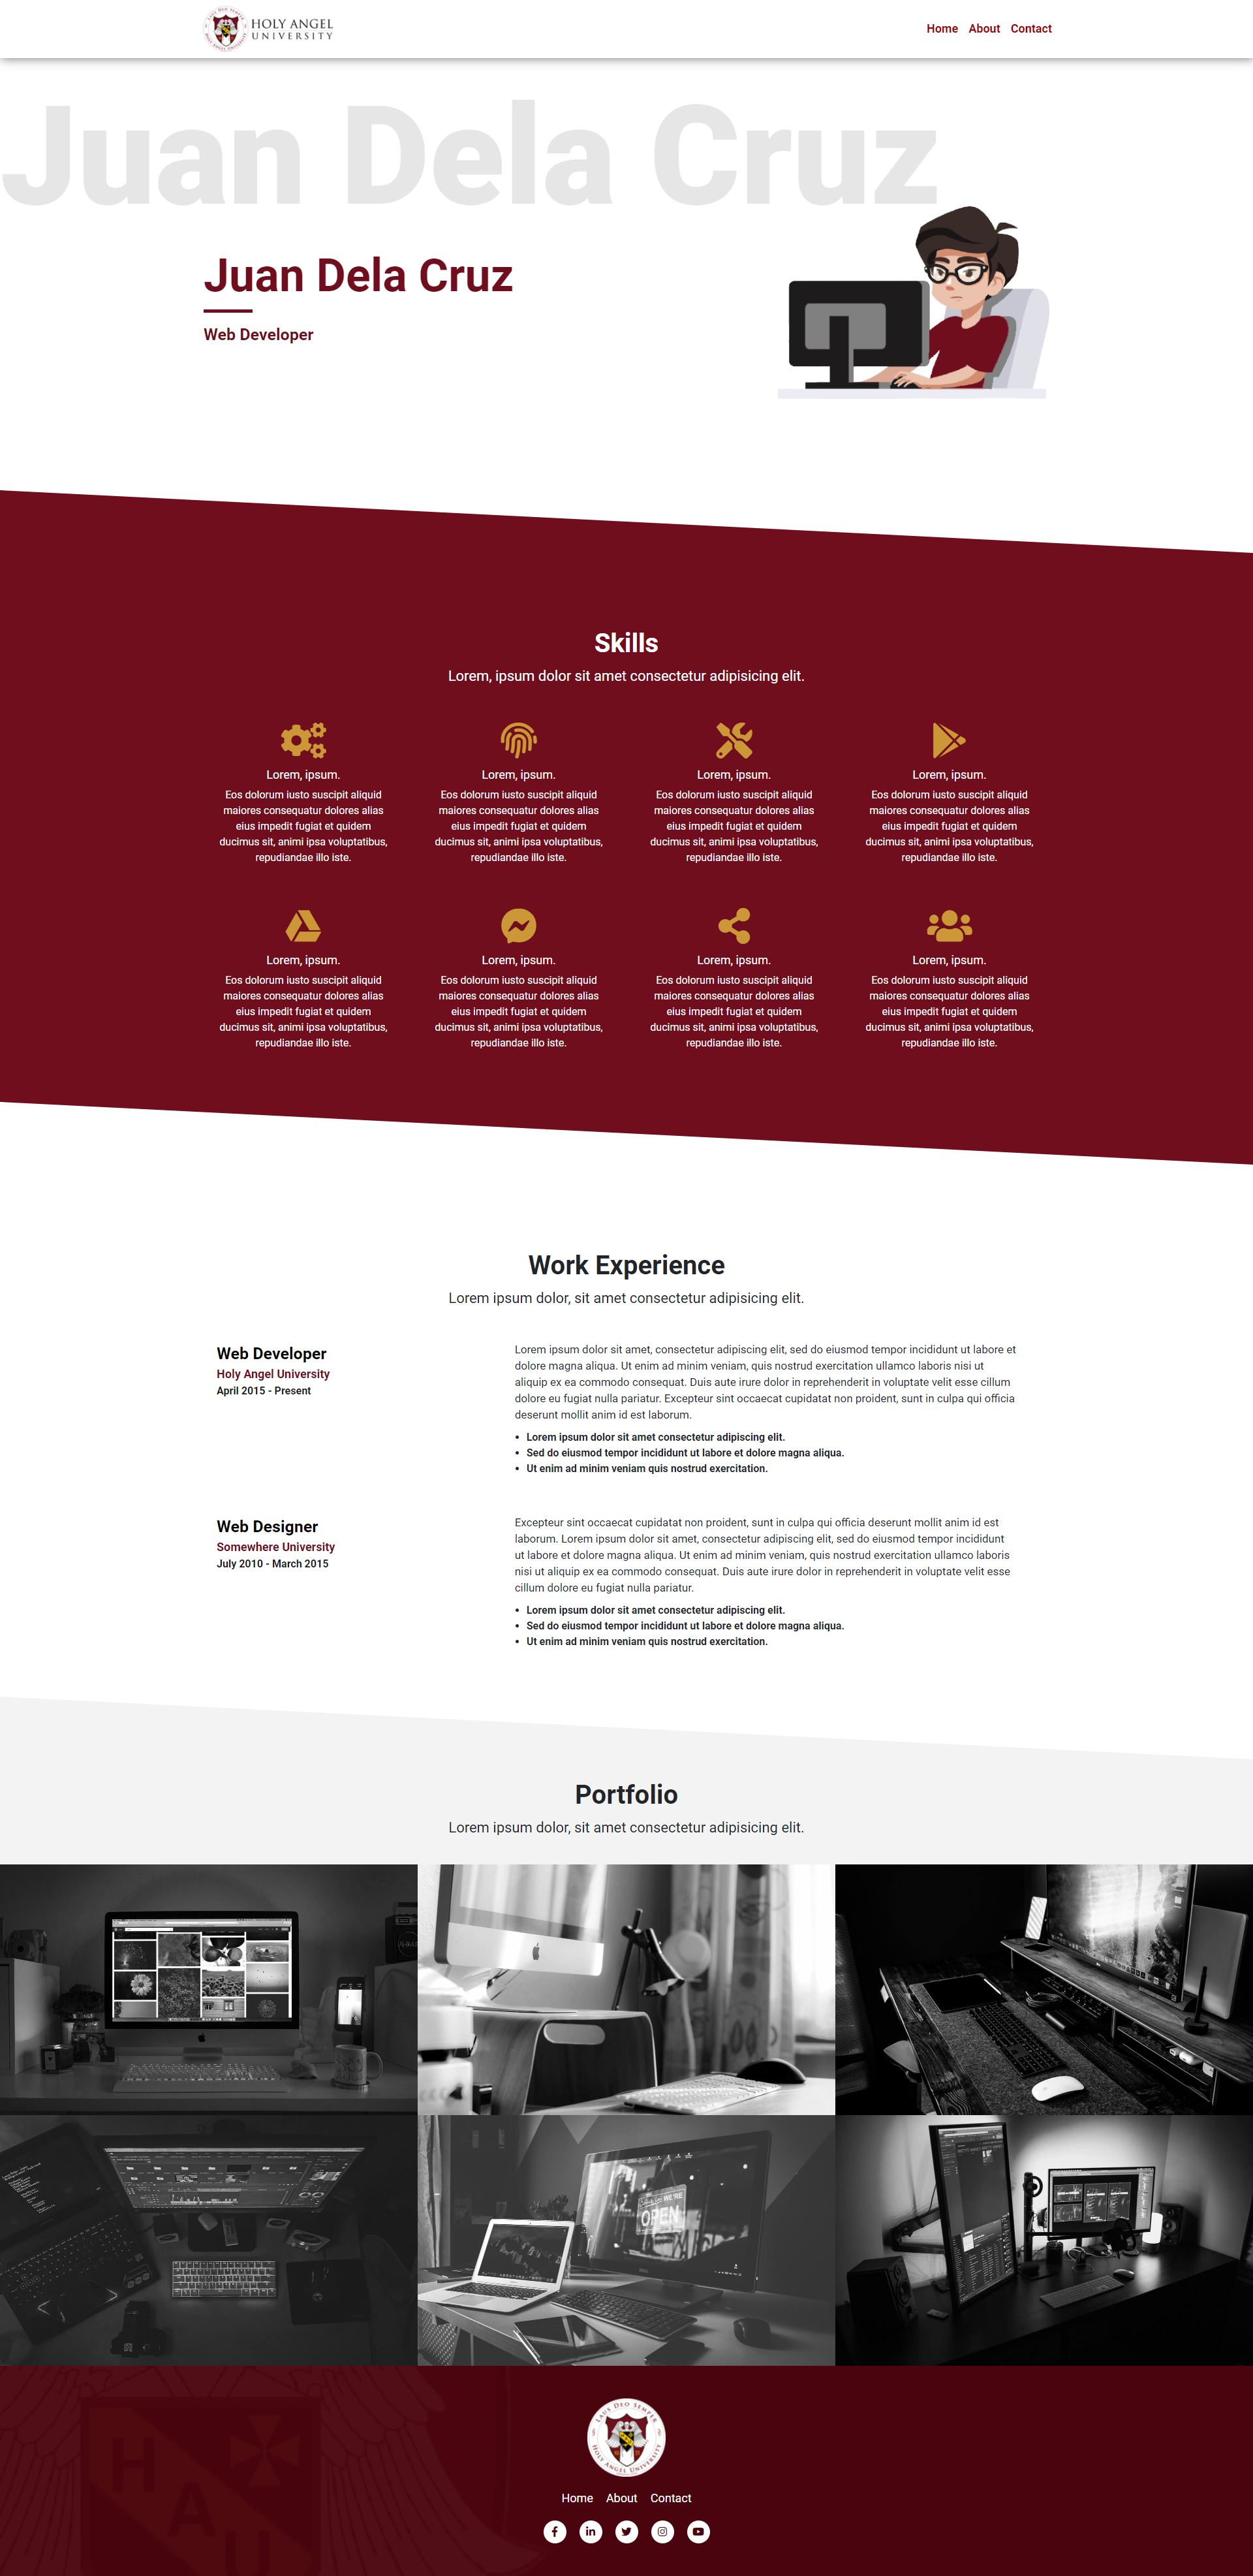 HOLY ANGEL
UNIVERSITY
Home About Contact
Juan Dela Cruz
Juan Dela Cruz
Web Developer
Skills
Lorem, ipsum dolor sit amet consectetur adipisicing elit.
Lorem, ipsum.
Eos dolorum iusto suscipit aliquid
maiores consequatur dolores alias
eius impedit fugiat et quidem
ducimus sit, animi ipsa voluptatibus,
repudiandae illo iste.
Lorem, ipsum.
Eos dolorum iusto suscipit aliquid
maiores consequatur dolores alias
eius impedit fugiat et quidem
ducimus sit, animi ipsa voluptatibus,
repudiandae illo iste.
Lorem, ipsum.
Eos dolorum iusto suscipit aliquid
maiores consequatur dolores alias
eius impedit fugiat et quidem
ducimus sit, animi ipsa voluptatibus,
repudiandae illo iste.
Lorem, ipsum.
Eos dolorum iusto suscipit aliquid
maiores consequatur dolores alias
eius impedit fugiat et quidem
ducimus sit, animi ipsa voluptatibus,
repudiandae illo iste.
Lorem, ipsum.
Eos dolorum iusto suscipit aliquid
maiores consequatur dolores alias
eius impedit fugiat et quidem
ducimus sit, animi ipsa voluptatibus,
repudiandae illo iste.
Lorem, ipsum.
Eos dolorum iusto suscipit aliquid
maiores consequatur dolores alias
eius impedit fugiat et quidem
ducimus sit, animi ipsa voluptatibus,
repudiandae illo iste.
Lorem, ipsum.
Eos dolorum iusto suscipit aliquid
maiores consequatur dolores alias
eius impedit fugiat et quidem
ducimus sit, animi ipsa voluptatibus,
repudiandae illo iste.
Lorem, ipsum.
Eos dolorum iusto suscipit aliquid
maiores consequatur dolores alias
eius impedit fugiat et quidem
ducimus sit, animi ipsa voluptatibus,
repudiandae illo iste.
Work Experience
Lorem ipsum dolor, sit amet consectetur adipisicing elit.
Web Developer
Holy Angel University
April 2015 - Present
Lorem ipsum dolor sit amet, consectetur adipiscing elit, sed do eiusmod tempor incididunt ut labore et
dolore magna aliqua. Ut enim ad minim veniam, quis nostrud exercitation ullamco laboris nisi ut
aliquip ex ea commodo consequat. Duis aute irure dolor in reprehenderit in voluptate velit esse cillum
dolore eu fugiat nulla pariatur. Excepteur sint occaecat cupidatat non proident, sunt in culpa qui officia
deserunt mollit anim id est laborum.
• Lorem ipsum dolor sit amet consectetur adipiscing elit.
• Sed do eiusmod tempor incididunt ut labore et dolore magna aliqua.
• Ut enim ad minim veniam quis nostrud exercitation.
Web Designer
Somewhere University
July 2010 - March 2015
Excepteur sint occaecat cupidatat non proident, sunt in culpa qui officia deserunt mollit anim id est
laborum. Lorem ipsum dolor sit amet, consectetur adipiscing elit, sed do eiusmod tempor incididunt
ut labore et dolore magna aliqua. Ut enim ad minim veniam, quis nostrud exercitation ullamco laboris
nisi ut aliquip ex ea commodo consequat. Duis aute irure dolor in reprehenderit in voluptate velit esse
cillum dolore eu fugiat nulla pariatur.
• Lorem ipsum dolor sit amet consectetur adipiscing elit.
• Sed do eiusmod tempor incididunt ut labore et dolore magna aliqua.
• Ut enim ad minim veniam quis nostrud exercitation.
Portfolio
Lorem ipsum dolor, sit amet consectetur adipisicing elit.
WE'RE
OPEN
LAUS DEO SEMPER
HOLY ANGEL UNIVERSITY
H
A
U
Home About Contact